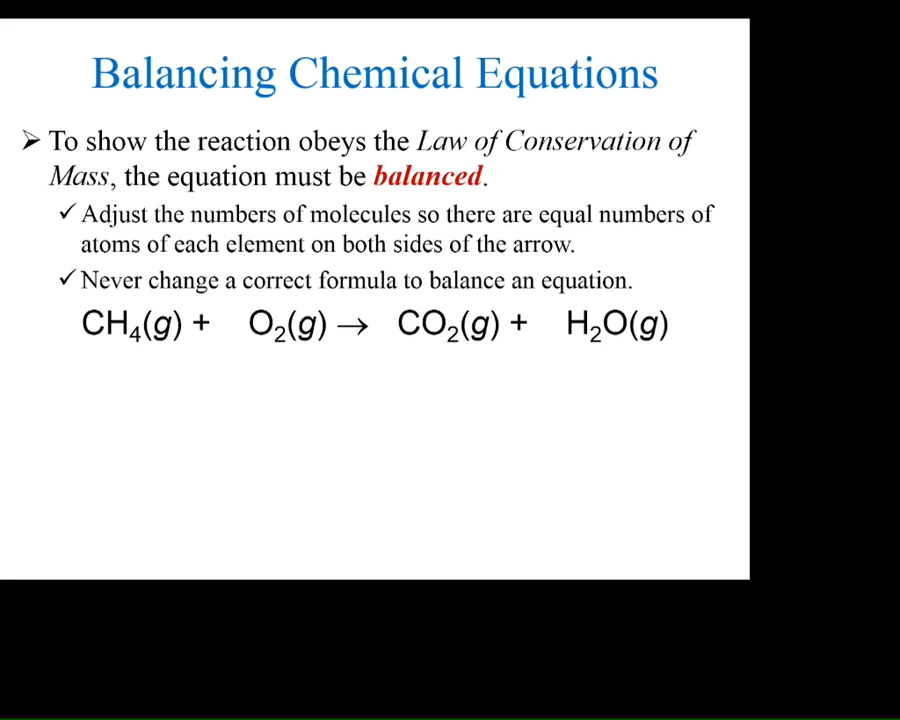 Balancing Chemical Equations
➢ To show the reaction obeys the Law of Conservation of
Mass, the equation must be balanced.
✓ Adjust the numbers of molecules so there are equal numbers of
atoms of each element on both sides of the arrow.
✓ Never change a correct formula to balance an equation.
CH₄(g) + O₂(g) → CO₂(g) + H₂O(g)